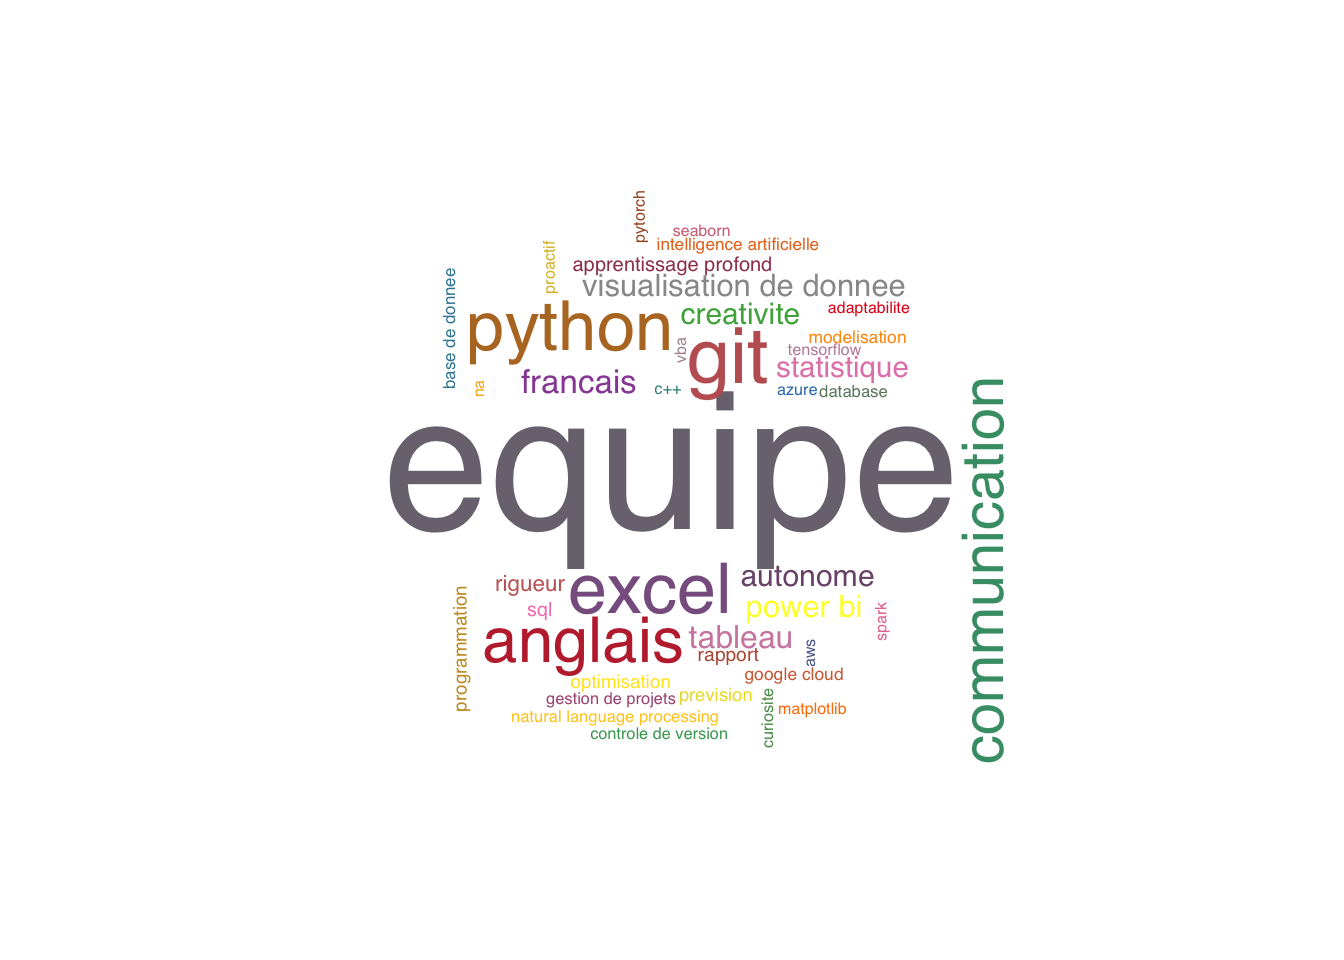 pytorch
seaborn
intelligence artificielle
proactif
apprentissage profond
base de donnee
visualisation de donnee
python
creativite
adaptabilite
vba
git
modelisation
tensorflow
na
francais
c++
statistique
azure
database
equipe
communication
rigueur
excel
autonome
programmation
sql
power bi
spark
anglais
tableau
rapport
aws
google cloud
optimisation
gestion de projets
prevision
curiosite
matplotlib
natural language processing
controle de version